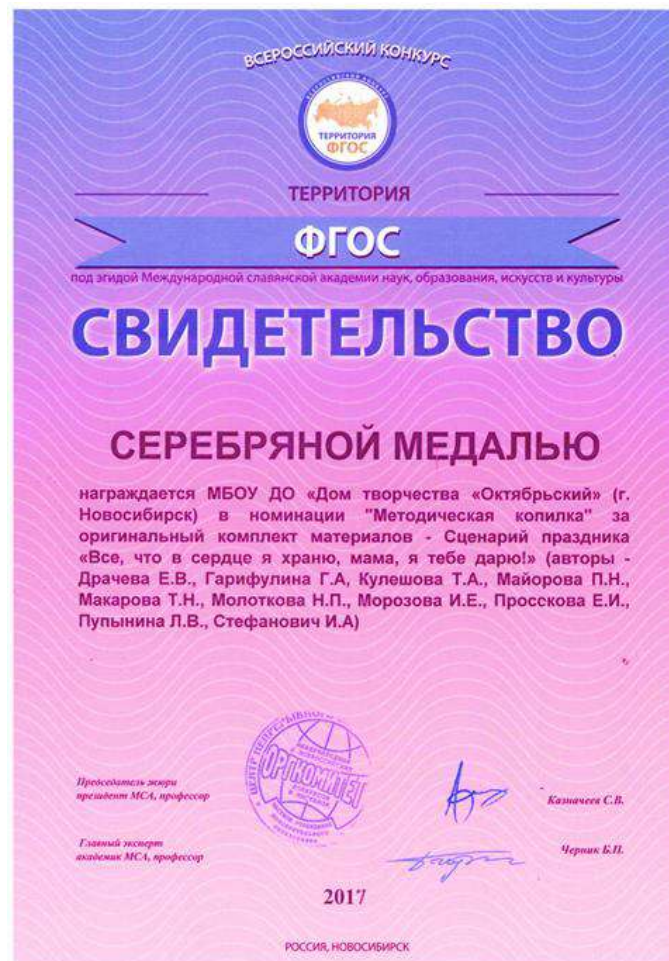 ВСЕРОССИЙСКИЙ КОНКУРС
ТЕРРИТОРИЯ
ФГОС
ТЕРРИТОРИЯ
ФГОС
под эгидой Международной славянской академии наук, образования, искусств и культуры
СВИДЕТЕЛЬСТВО
СЕРЕБРЯНОЙ МЕДАЛЬЮ
награждается МБОУ ДО «Дом творчества «Октябрьский» (г.
Новосибирск) в номинации "Методическая копилка" за
оригинальный комплект материалов - Сценарий праздника
«Все, что в сердце я храню, мама, я тебе дарю!» (авторы -
Драчева Е.В., Гарифулина Г.А, Кулешова Т.А., Майорова П.Н.,
Макарова Т.Н., Молоткова Н.П., Морозова И.Е., Просскова Е.И.,
Пупынина Л.В., Стефанович И.А)
ОРГКОМИТЕТ
Председатель жюри
президент МСА, профессор
Казначеев С.В.
Главный эксперт
академик МСА, профессор
Черник Б.П.
2017
РОССИЯ, НОВОСИБИРСК